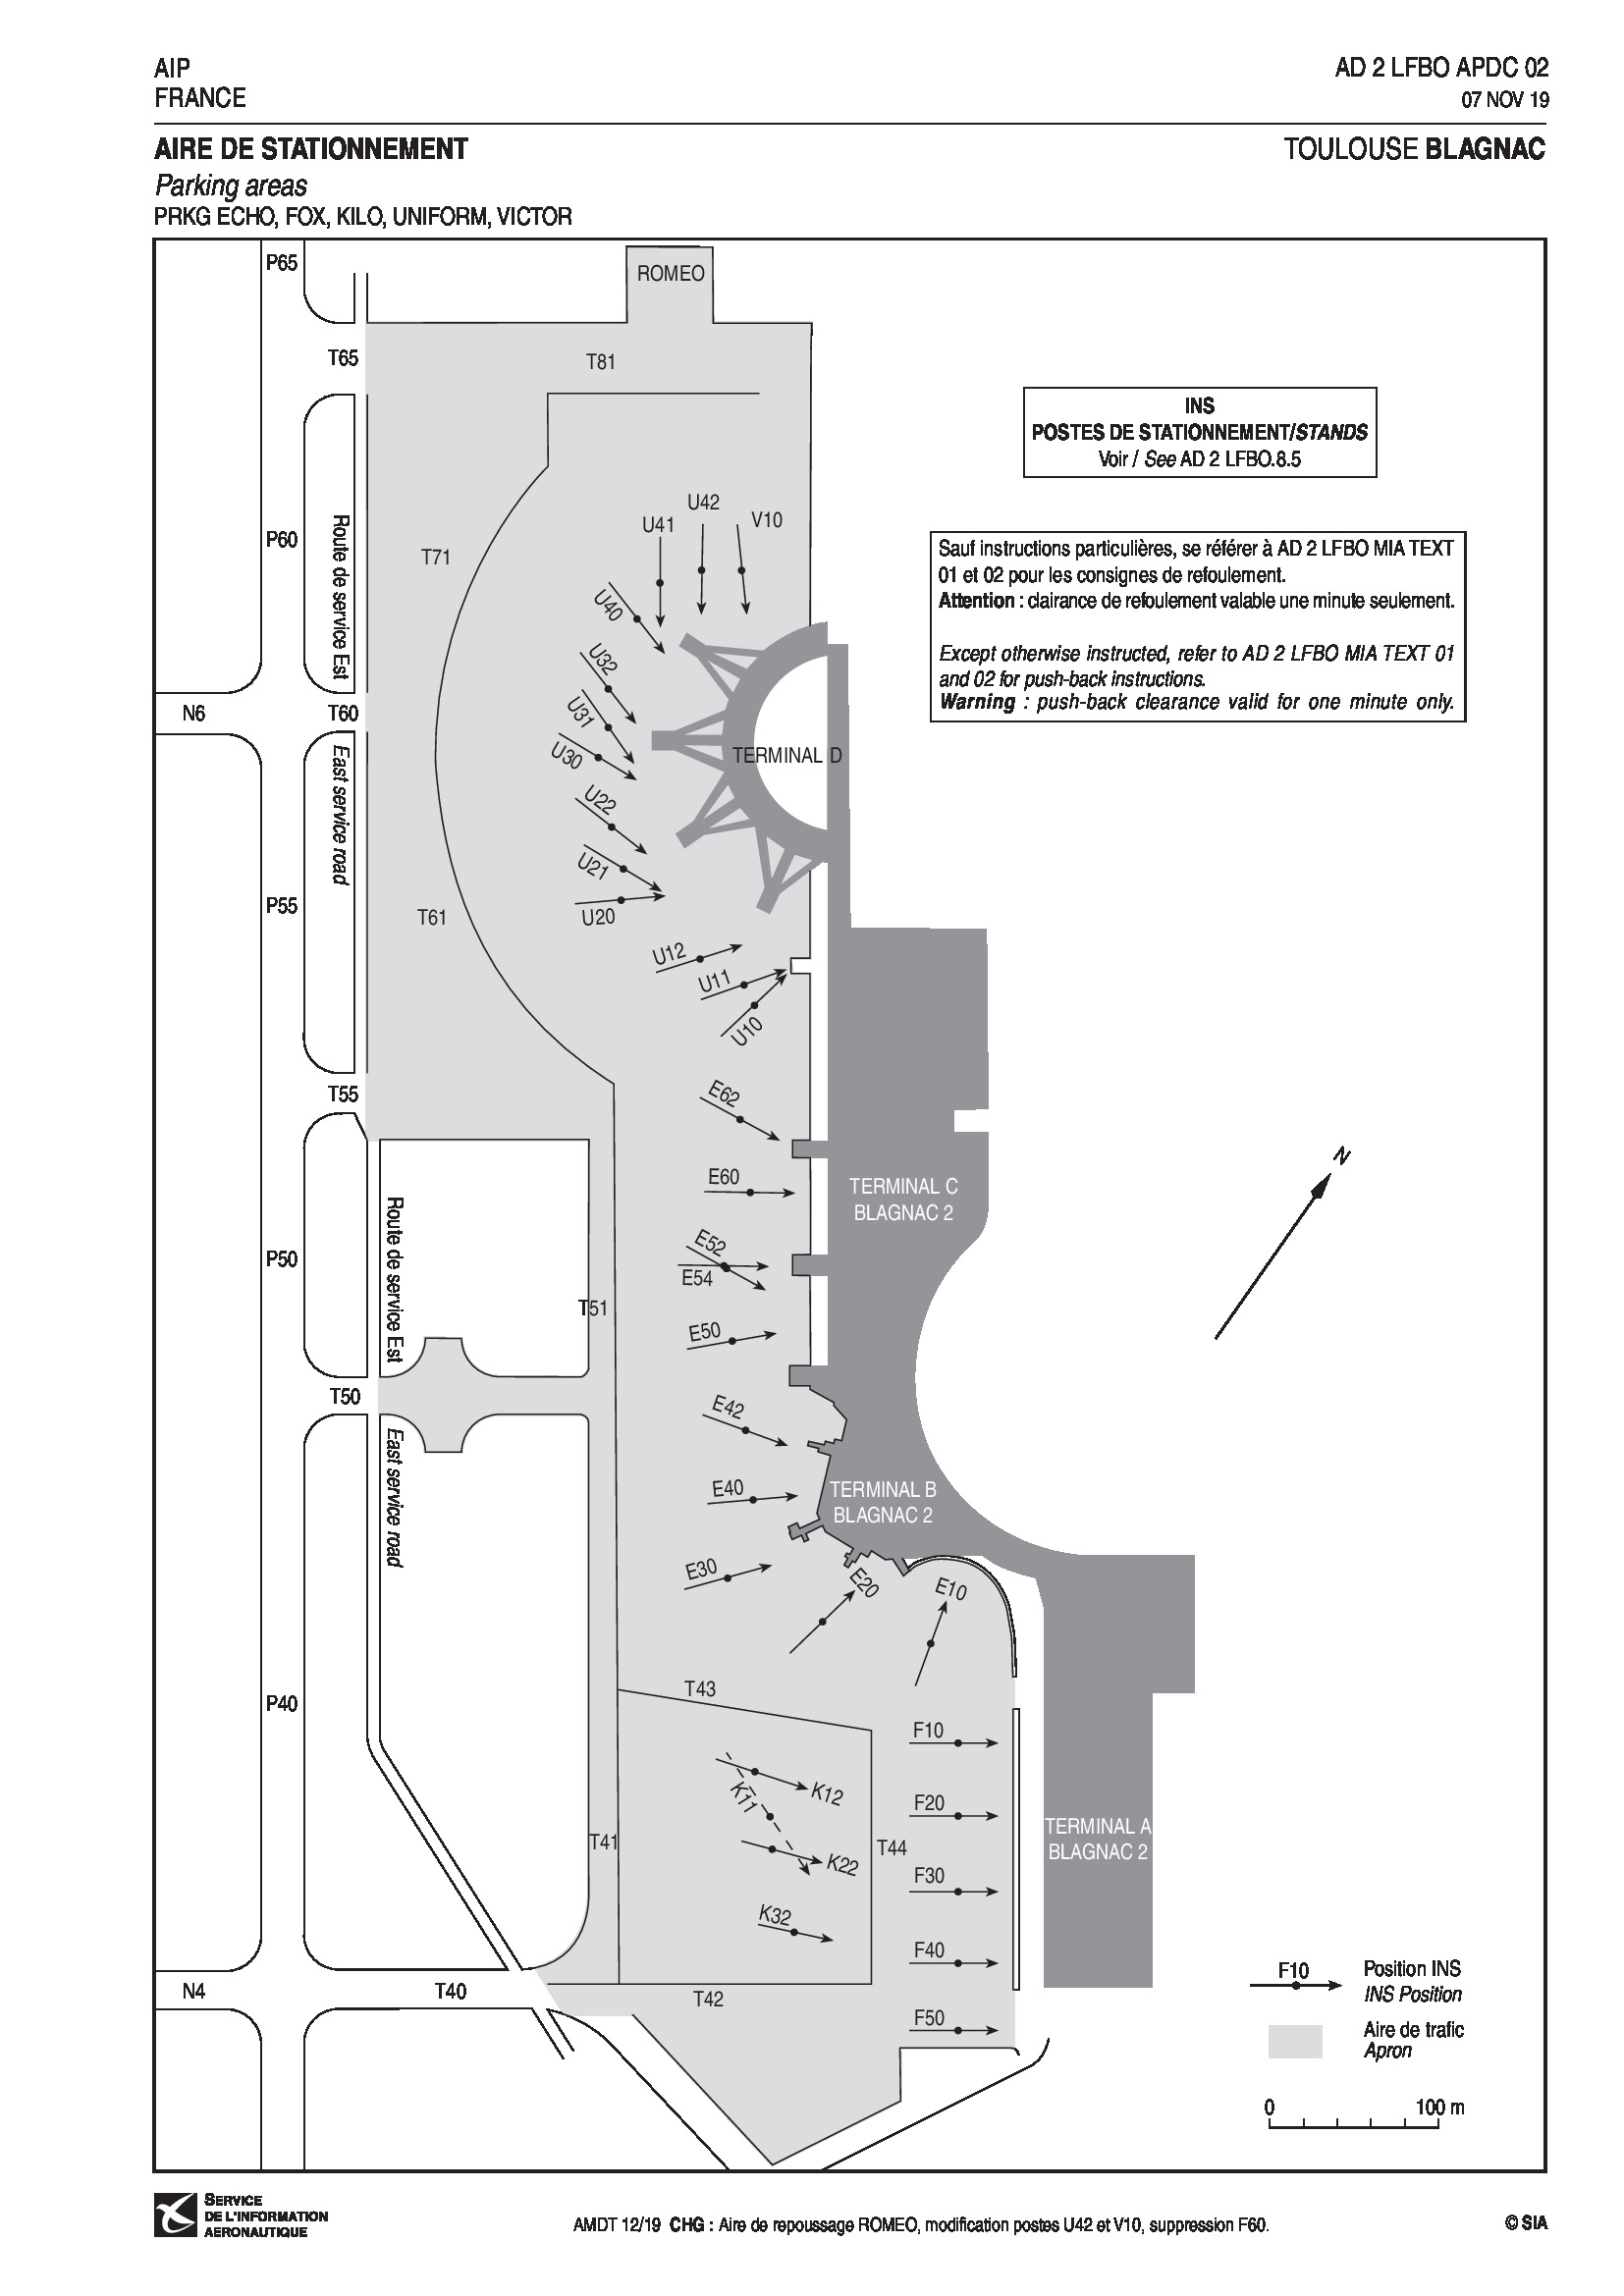 AIP
FRANCE
AD 2 LFBO APDC 02
07 NOV 19
AIRE DE STATIONNEMENT
Parking areas
PRKG ECHO, FOX, KILO, UNIFORM, VICTOR
TOULOUSE BLAGNAC
P65
ROMEO
T65
T81
INS
POSTES DE STATIONNEMENT/STANDS
Voir / See AD 2 LFBO.8.5
U42
U41
V10
P60
Route de service Est
T71
Sauf instructions particulières, se référer à AD 2 LFBO MIA TEXT
01 et 02 pour les consignes de refoulement.
Attention : clairance de refoulement valable une minute seulement.
Except otherwise instructed, refer to AD 2 LFBO MIA TEXT 01
and 02 for push-back instructions.
Warning : push-back clearance valid for one minute only.
U40
U32
U31
N6
T60
U30
TERMINAL D
East service road
U22
U21
P55
T61
U20
U12
U11
U10
T55
E62
N
E60
TERMINAL C
BLAGNAC 2
Route de service Est
P50
E52
E54
T51
E50
T50
E42
East service road
E40
TERMINAL B
BLAGNAC 2
E30
E20
E10
P40
T43
F10
K12
K11
F20
TERMINAL A
BLAGNAC 2
T41
T44
K22
F30
K32
F40
N4
T40
T42
F50
F10
Position INS
INS Position
Aire de trafic
Apron
0
100 m
SERVICE
DE L'INFORMATION
AERONAUTIQUE
AMDT 12/19 CHG : Aire de repoussage ROMEO, modification postes U42 et V10, suppression F60.
© SIA